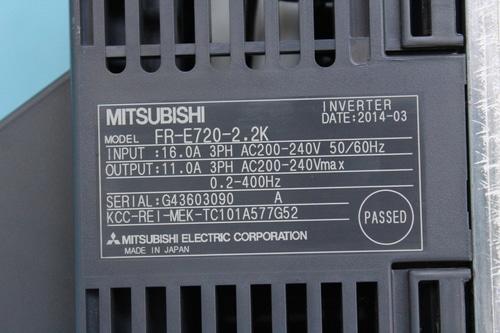 MITSUBISHI
INVERTER
DATE:2014-03
MODEL FR-E720-2.2K
INPUT :16.0A 3PH AC200-240V 50/60Hz
OUTPUT:11.0A 3PH AC200-240Vmax
0.2-400Hz
SERIAL:G43603090 A
KCC-REI-MEK-TC101A577G52
PASSED
MITSUBISHI ELECTRIC CORPORATION
MADE IN JAPAN